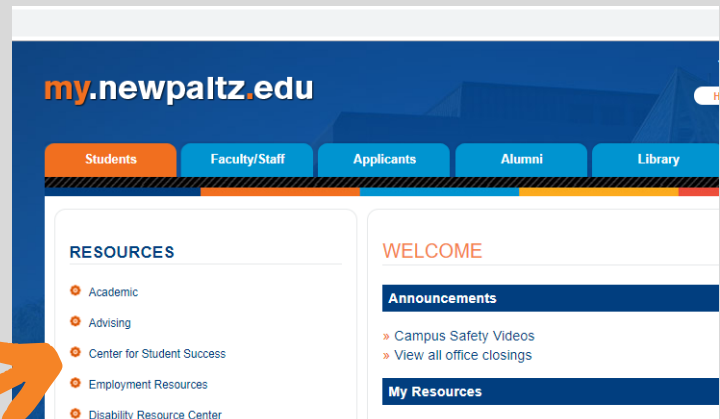 my.newpaltz.edu
H
Students Faculty/Staff Applicants Alumni Library
RESOURCES
Academic
Advising
Center for Student Success
Employment Resources
Disability Resource Center
WELCOME
Announcements
» Campus Safety Videos
» View all office closings
My Resources